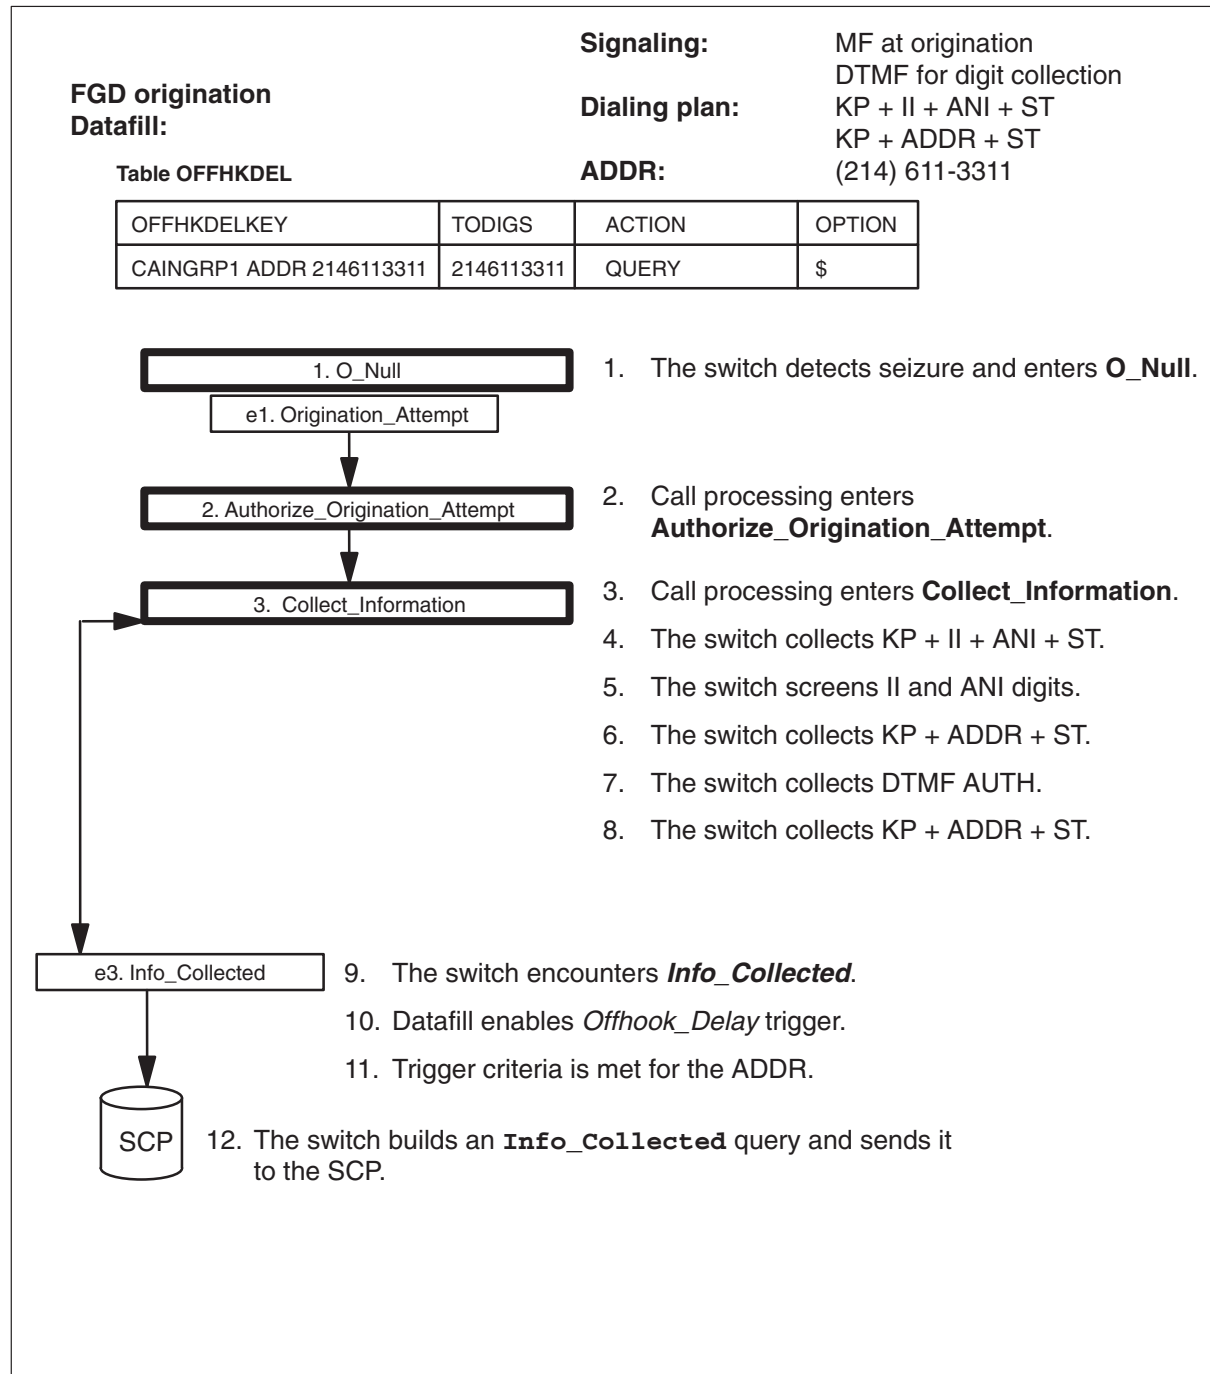 Signaling: MF at origination
DTMF for digit collection
FGD origination
Datafill:
Dialing plan: KP + II + ANI + ST
KP + ADDR + ST
Table OFFHKDEL
ADDR: (214) 611-3311
OFFHKDELKEY TODIGS ACTION OPTION
CAINGRP1 ADDR 2146113311 2146113311 QUERY $
1. O_Null
1. The switch detects seizure and enters O_Null.
e1. Origination_Attempt
2. Authorize_Origination_Attempt
2. Call processing enters
Authorize_Origination_Attempt.
3. Collect_Information
3. Call processing enters Collect_Information.
4. The switch collects KP + II + ANI + ST.
5. The switch screens II and ANI digits.
6. The switch collects KP + ADDR + ST.
7. The switch collects DTMF AUTH.
8. The switch collects KP + ADDR + ST.
e3. Info_Collected
9. The switch encounters Info_Collected.
10. Datafill enables Offhook_Delay trigger.
11. Trigger criteria is met for the ADDR.
SCP
12. The switch builds an Info_Collected query and sends it
to the SCP.